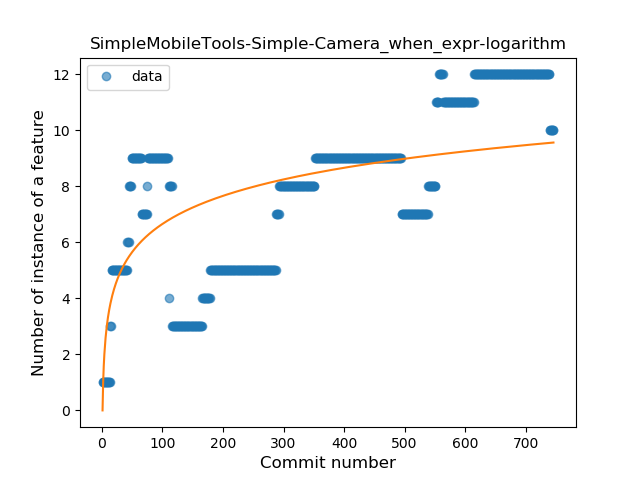 SimpleMobileTools-Simple-Camera_when_expr-logarithm
data
Number of instance of a feature
12
10
8
6
4
2
0
0 100 200 300 400 500 600 700
Commit number